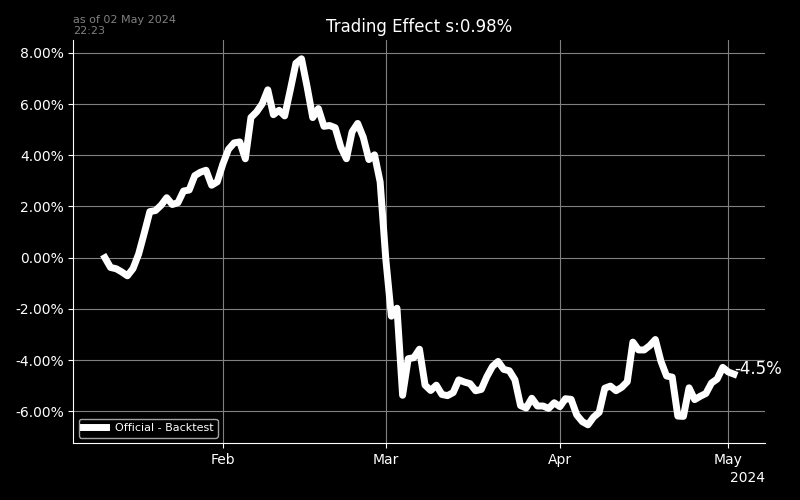 as of 02 May 2024
22:23
Trading Effect s:0.98%
8.00%
6.00%
4.00%
2.00%
0.00%
-2.00%
-4.00%
-6.00%
-4.5%
Official - Backtest
Feb
Mar
Apr
May
2024